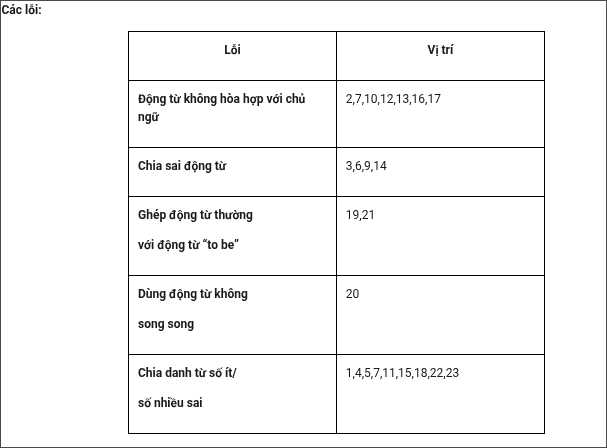 Các lỗi:
Lỗi
Vị trí
Động từ không hòa hợp với chủ
ngữ
2,7,10,12,13,16,17
Chia sai động từ
3,6,9,14
Ghép động từ thường
với động từ “to be”
19,21
Dùng động từ không
song song
20
Chia danh từ số ít/
số nhiều sai
1,4,5,7,11,15,18,22,23